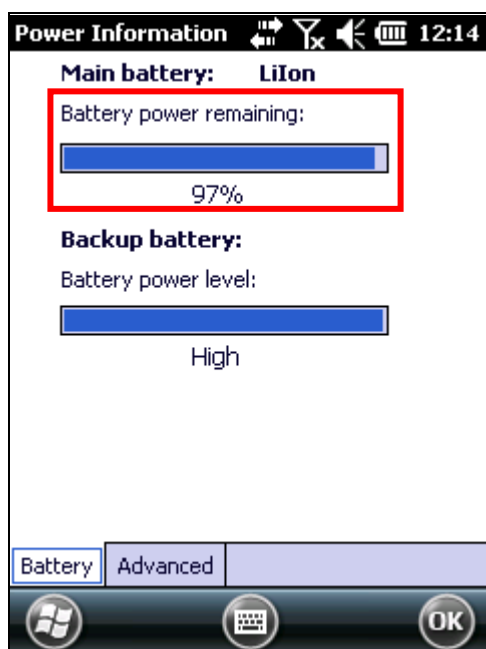 Power Information 12:14
Main battery: LiIon
Battery power remaining:
97%
Backup battery:
Battery power level:
High
Battery Advanced
OK